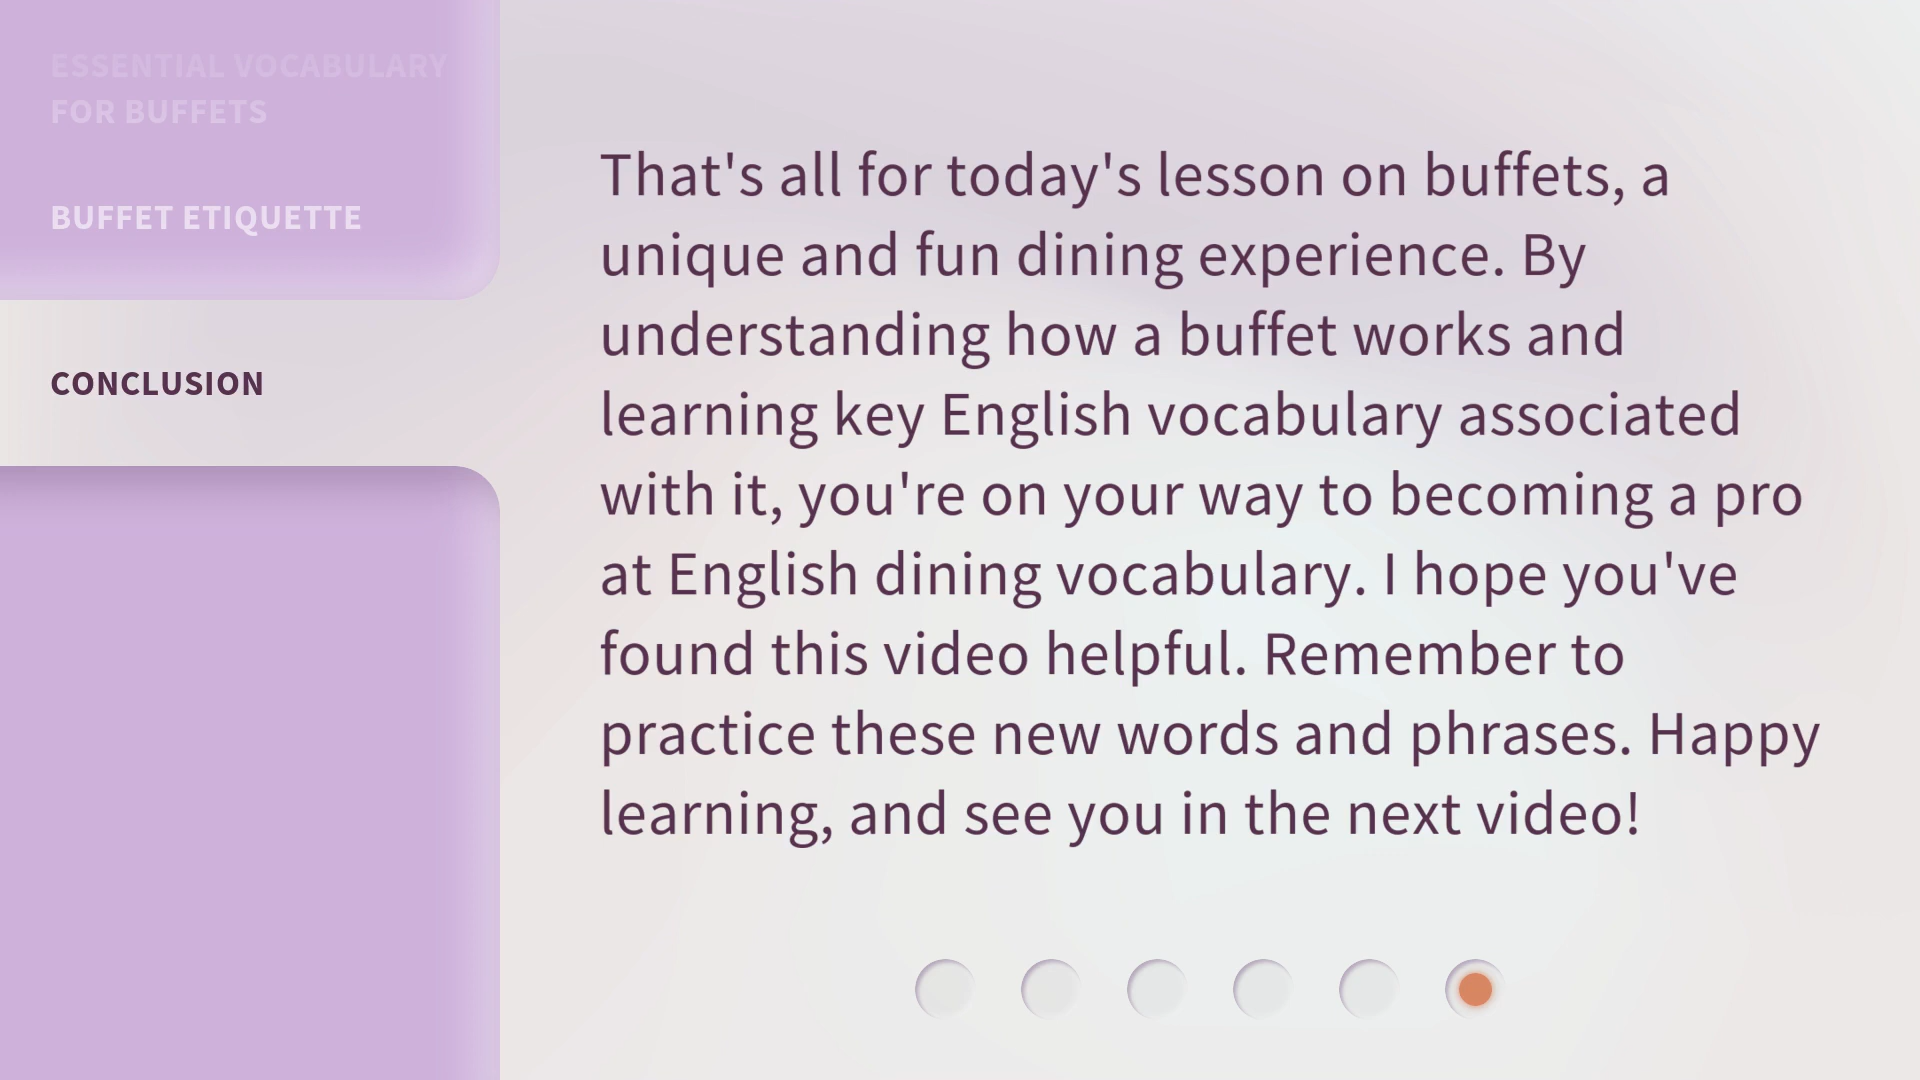 ESSENTIAL VOCABULARY
FOR BUFFETS
BUFFET ETIQUETTE
CONCLUSION
That's all for today's lesson on buffets, a
unique and fun dining experience. By
understanding how a buffet works and
learning key English vocabulary associated
with it, you're on your way to becoming a pro
at English dining vocabulary. I hope you've
found this video helpful. Remember to
practice these new words and phrases. Happy
learning, and see you in the next video!